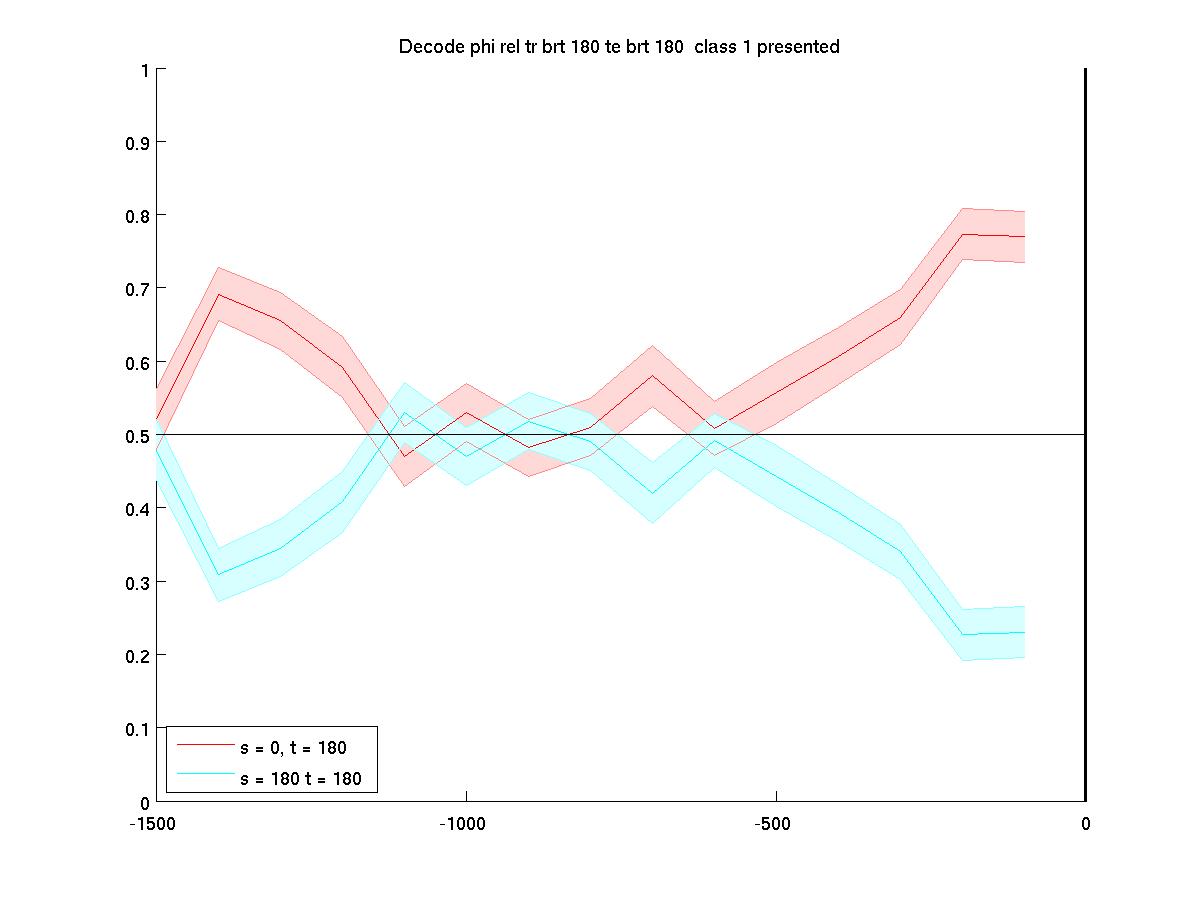 Decode phi rel tr brt 180 te brt 180  class 1 presented
1
0.9
0.8
0.7
0.6
0.5
0.4
0.3
0.2
0.1
0
s = 0, t = 180
s = 180 t = 180
-1500 -1000 -500 0